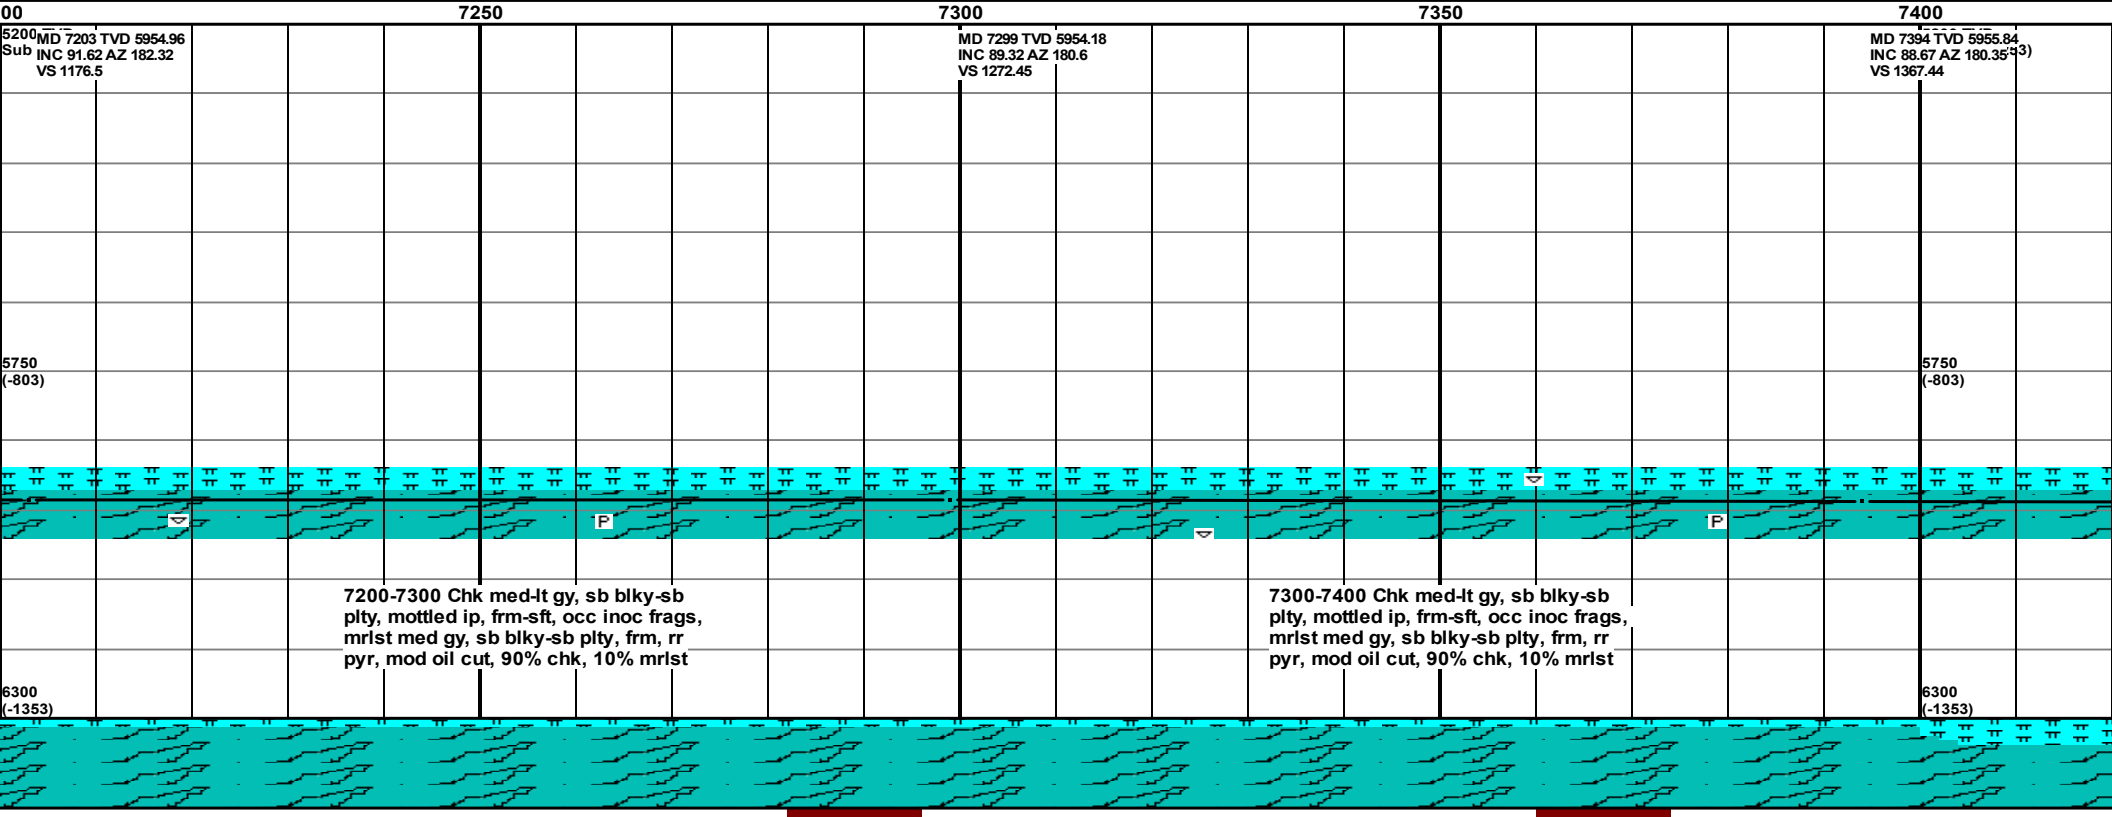 00 7250 7300 7350 7400
5200
Sub
MD 7203 TVD 5954.96
INC 91.62 AZ 182.32
VS 1176.5
MD 7299 TVD 5954.18
INC 89.32 AZ 180.6
VS 1272.45
MD 7394 TVD 5955.84
INC 88.67 AZ 180.35
VS 1367.44
5750
(-803)
5750
(-803)
P
P
7200-7300 Chk med-lt gy, sb blky-sb
plty, mottled ip, frm-sft, occ inoc frags,
mrlst med gy, sb blky-sb plty, frm, rr
pyr, mod oil cut, 90% chk, 10% mrlst
7300-7400 Chk med-lt gy, sb blky-sb
plty, mottled ip, frm-sft, occ inoc frags,
mrlst med gy, sb blky-sb plty, frm, rr
pyr, mod oil cut, 90% chk, 10% mrlst
6300
(-1353)
6300
(-1353)